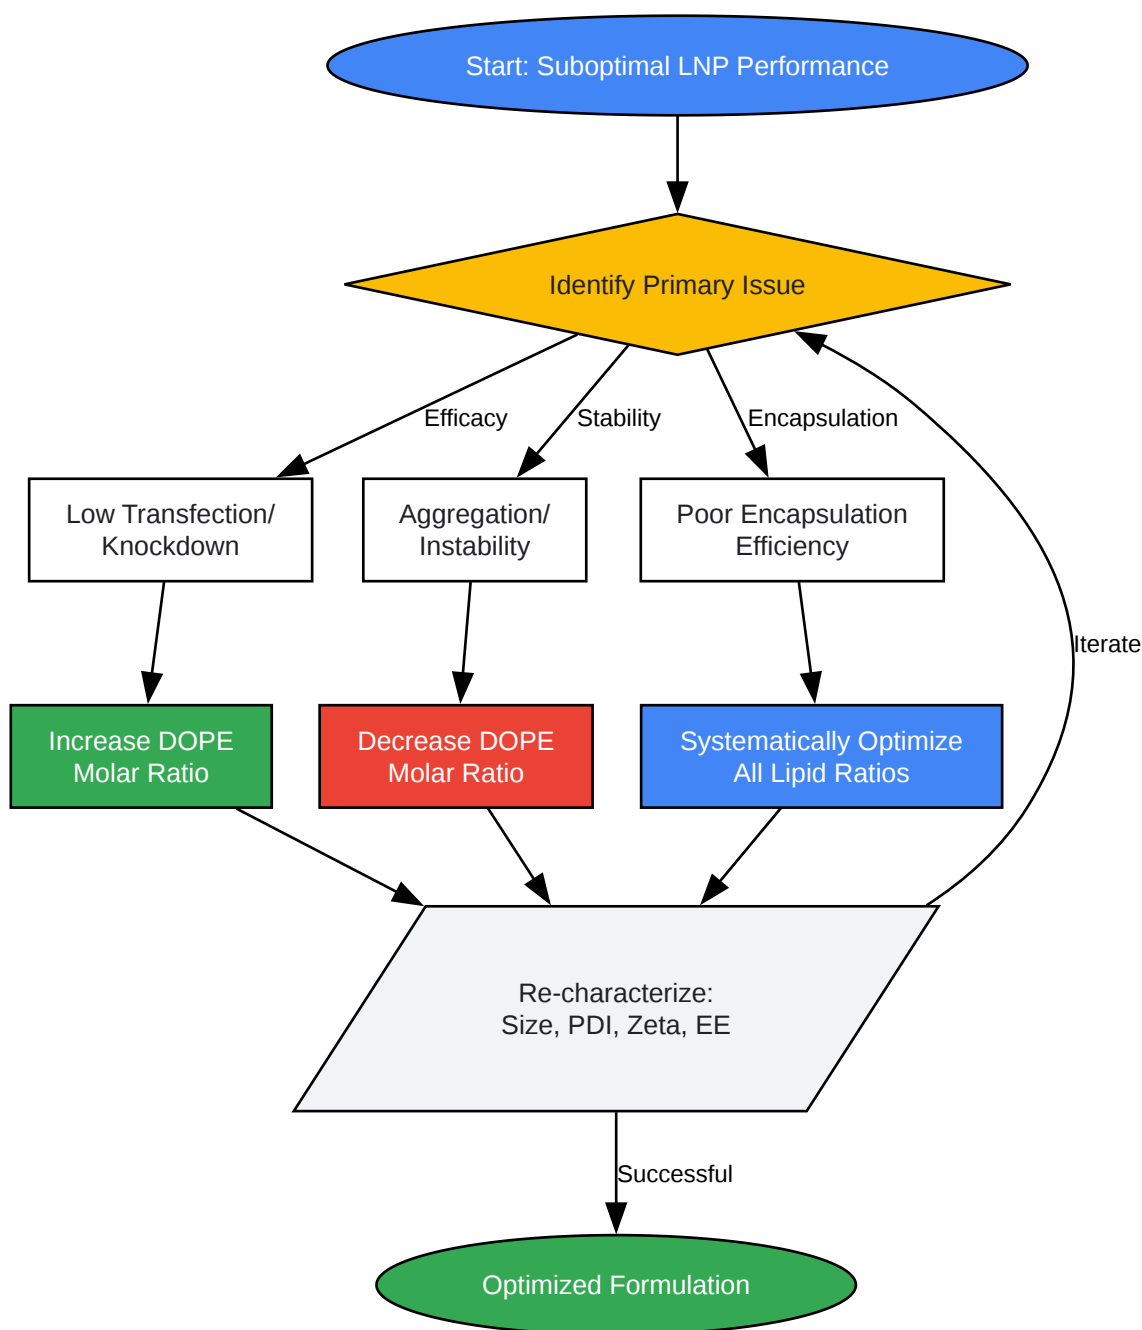 Start: Suboptimal LNP Performance
Identify Primary Issue
Efficacy
Stability
Encapsulation
Low Transfection/
Knockdown
Aggregation/
Instability
Poor Encapsulation
Efficiency
Iterate
Increase DOPE
Molar Ratio
Decrease DOPE
Molar Ratio
Systematically Optimize
All Lipid Ratios
Re-characterize:
Size, PDI, Zeta, EE
Successful
Optimized Formulation